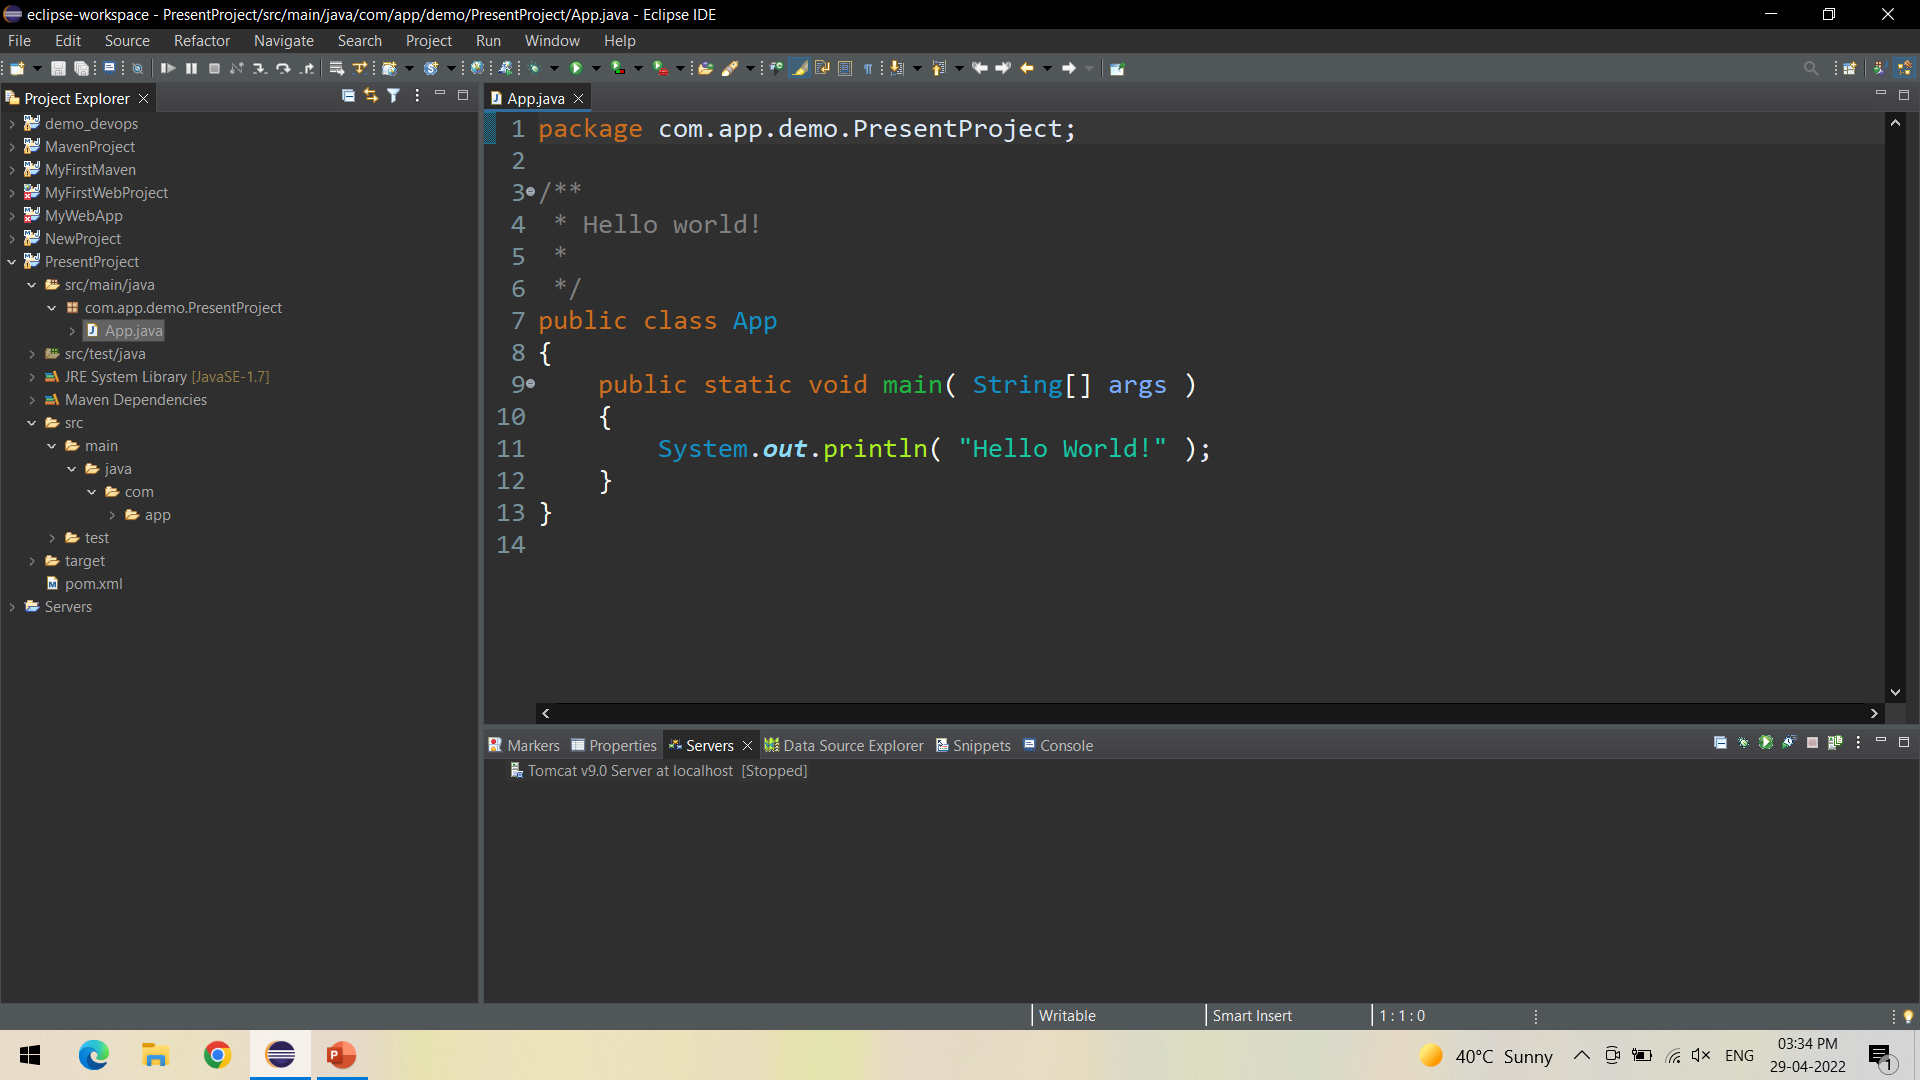 eclipse-workspace - PresentProject/src/main/java/com/app/demo/PresentProject/App.java - Eclipse IDE
File Edit Source Refactor Navigate Search Project Run Window Help
Project Explorer
demo_devops
MavenProject
MyFirstMaven
MyFirstWebProject
MyWebApp
NewProject
PresentProject
src/main/java
com.app.demo.PresentProject
App.java
src/test/java
JRE System Library [JavaSE-1.7]
Maven Dependencies
src
main
java
com
app
test
target
pom.xml
Servers
App.java
1 package com.app.demo.PresentProject;
2
3 /**
4  * Hello world!
5  *
6  */
7 public class App
8 {
9     public static void main( String[] args )
10     {
11         System.out.println( "Hello World!" );
12     }
13 }
14
Markers Properties Servers Data Source Explorer Snippets Console
Tomcat v9.0 Server at localhost [Stopped]
Writable Smart Insert 1 : 1 : 0
40°C Sunny ENG 03:34 PM
29-04-2022 1